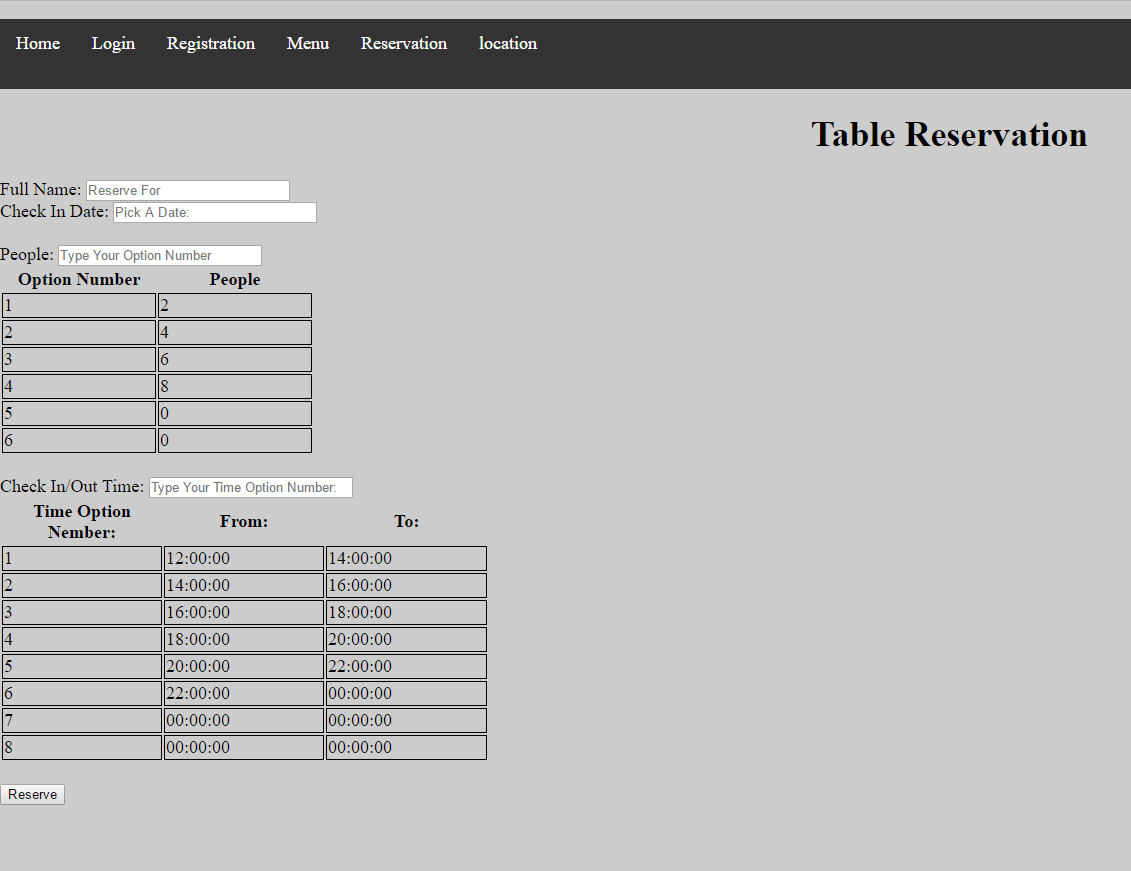 Home Login Registration Menu Reservation location
Table Reservation
Full Name: Reserve For
Check In Date: Pick A Date:
People: Type Your Option Number
Option Number People
1 2
2 4
3 6
4 8
5 0
6 0
Check In/Out Time: Type Your Time Option Number:
Time Option
Nember: From: To:
1 12:00:00 14:00:00
2 14:00:00 16:00:00
3 16:00:00 18:00:00
4 18:00:00 20:00:00
5 20:00:00 22:00:00
6 22:00:00 00:00:00
7 00:00:00 00:00:00
8 00:00:00 00:00:00
Reserve